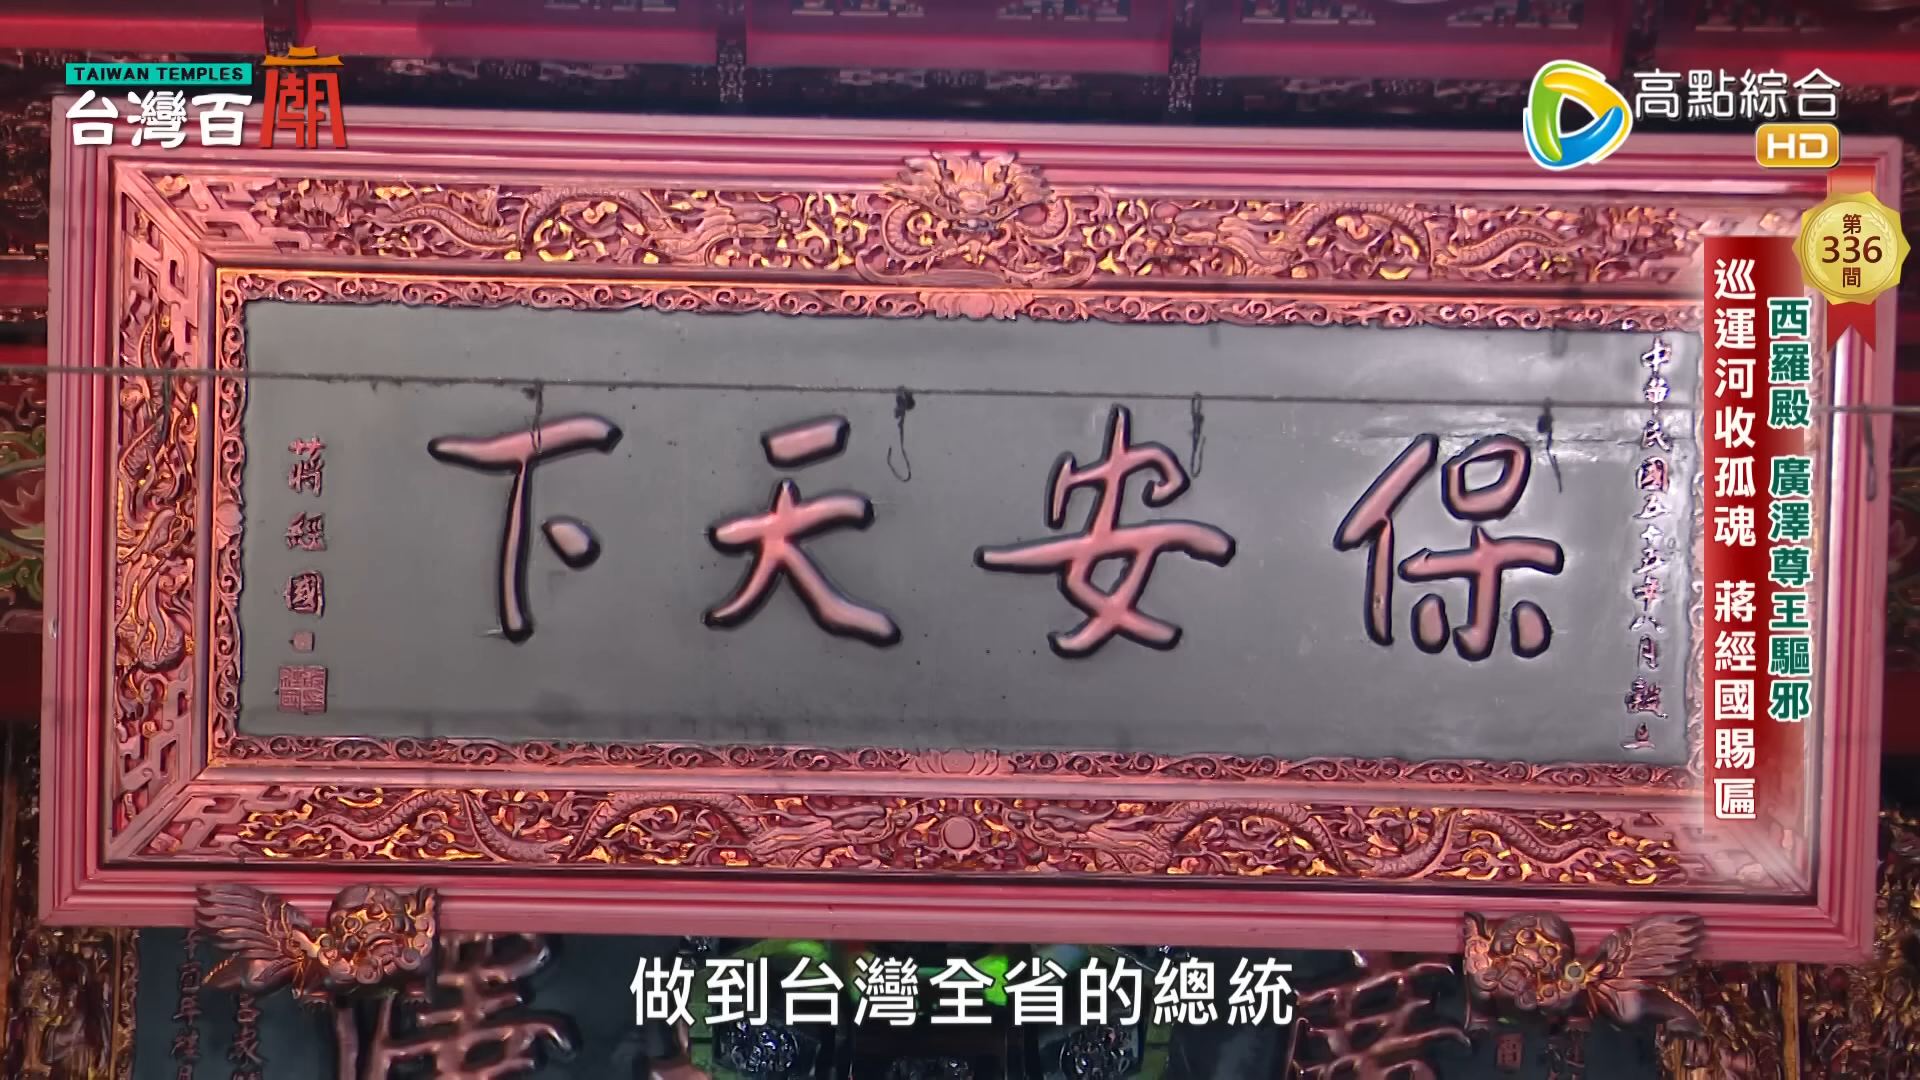 TAIWAN TEMPLES
台灣百廟
高點綜合
HD
第
336
間
西羅殿 廣澤尊王驅邪
巡運河收孤魂 蔣經國賜匾
中華民國五十五年八月穀立
保安天下
蔣經國
做到台灣全省的總統